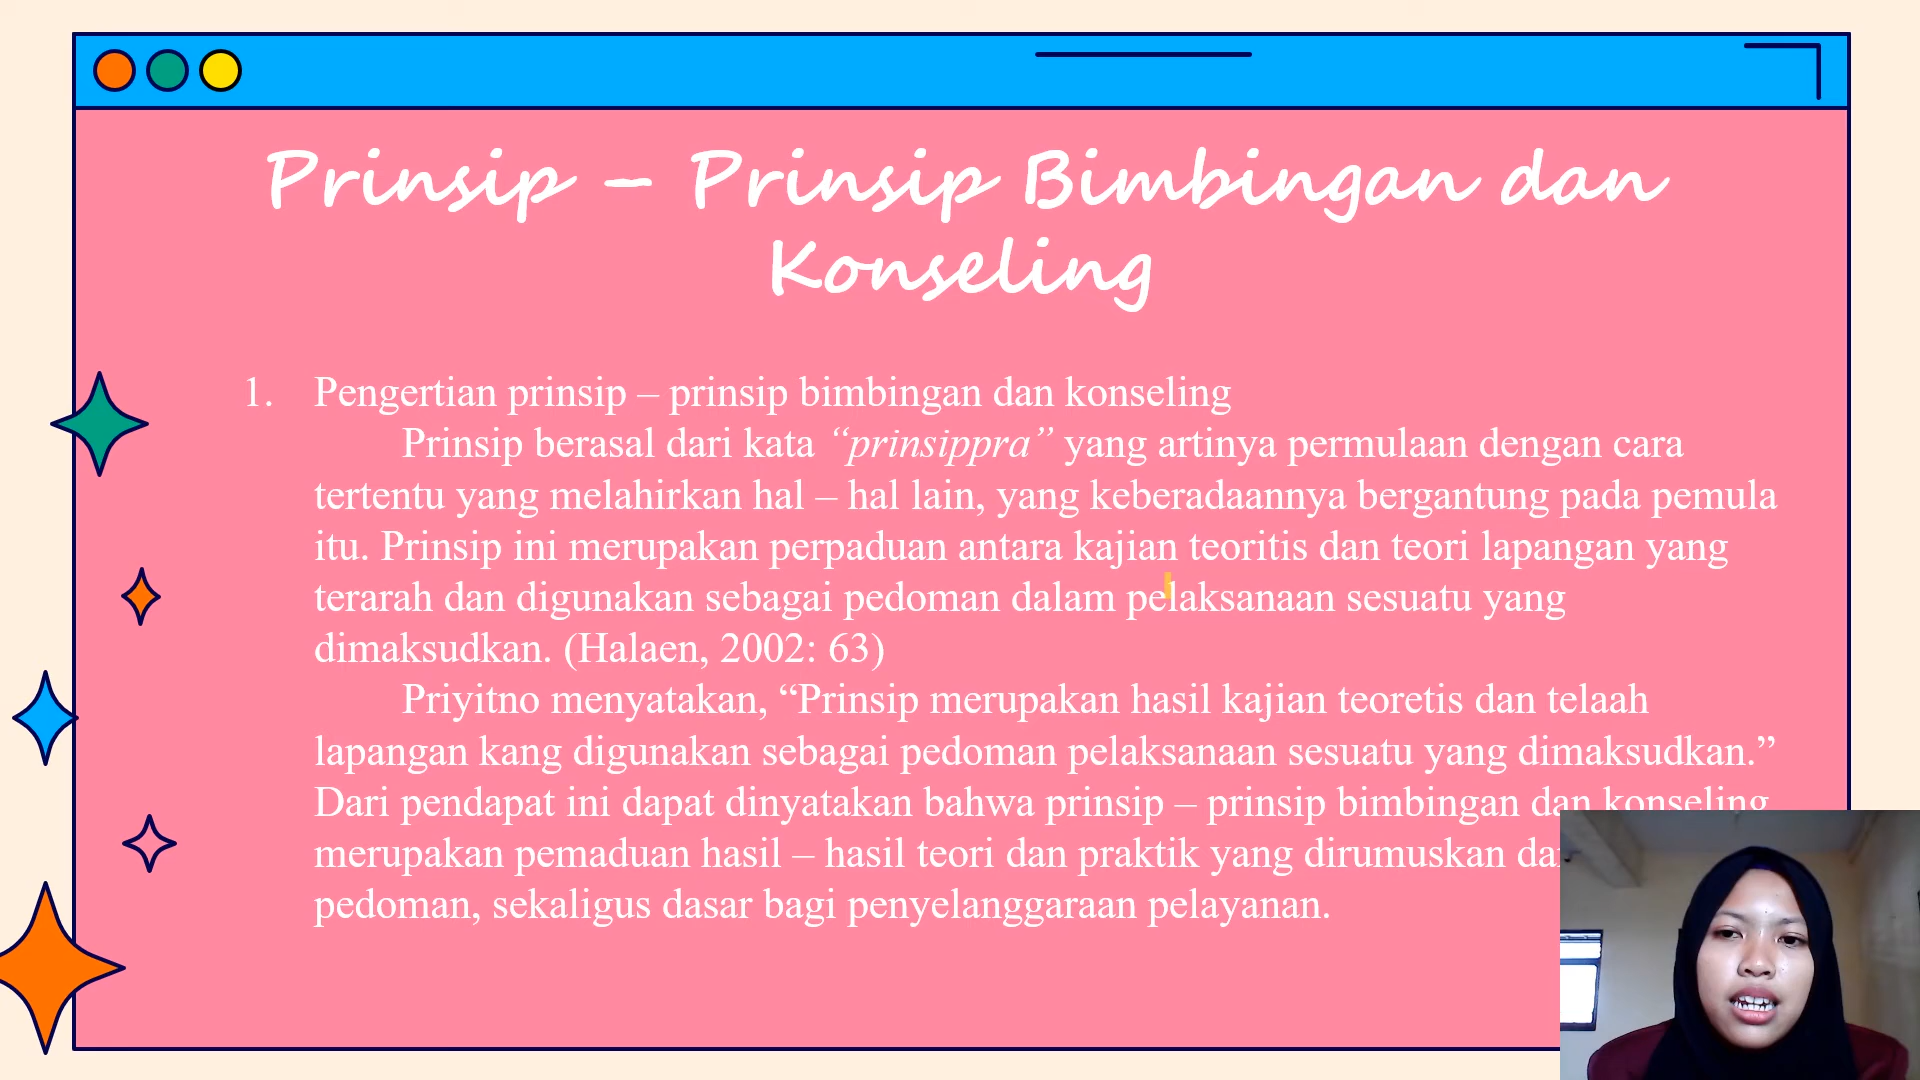 Prinsip – Prinsip Bimbingan dan
Konseling
1. Pengertian prinsip – prinsip bimbingan dan konseling
Prinsip berasal dari kata “prinsippra” yang artinya permulaan dengan cara
tertentu yang melahirkan hal – hal lain, yang keberadaannya bergantung pada pemula
itu. Prinsip ini merupakan perpaduan antara kajian teoritis dan teori lapangan yang
terarah dan digunakan sebagai pedoman dalam pelaksanaan sesuatu yang
dimaksudkan. (Halaen, 2002: 63)
Priyitno menyatakan, “Prinsip merupakan hasil kajian teoretis dan telaah
lapangan kang digunakan sebagai pedoman pelaksanaan sesuatu yang dimaksudkan.”
Dari pendapat ini dapat dinyatakan bahwa prinsip – prinsip bimbingan dan konseling
merupakan pemaduan hasil – hasil teori dan praktik yang dirumuskan
pedoman, sekaligus dasar bagi penyelanggaraan pelayanan.